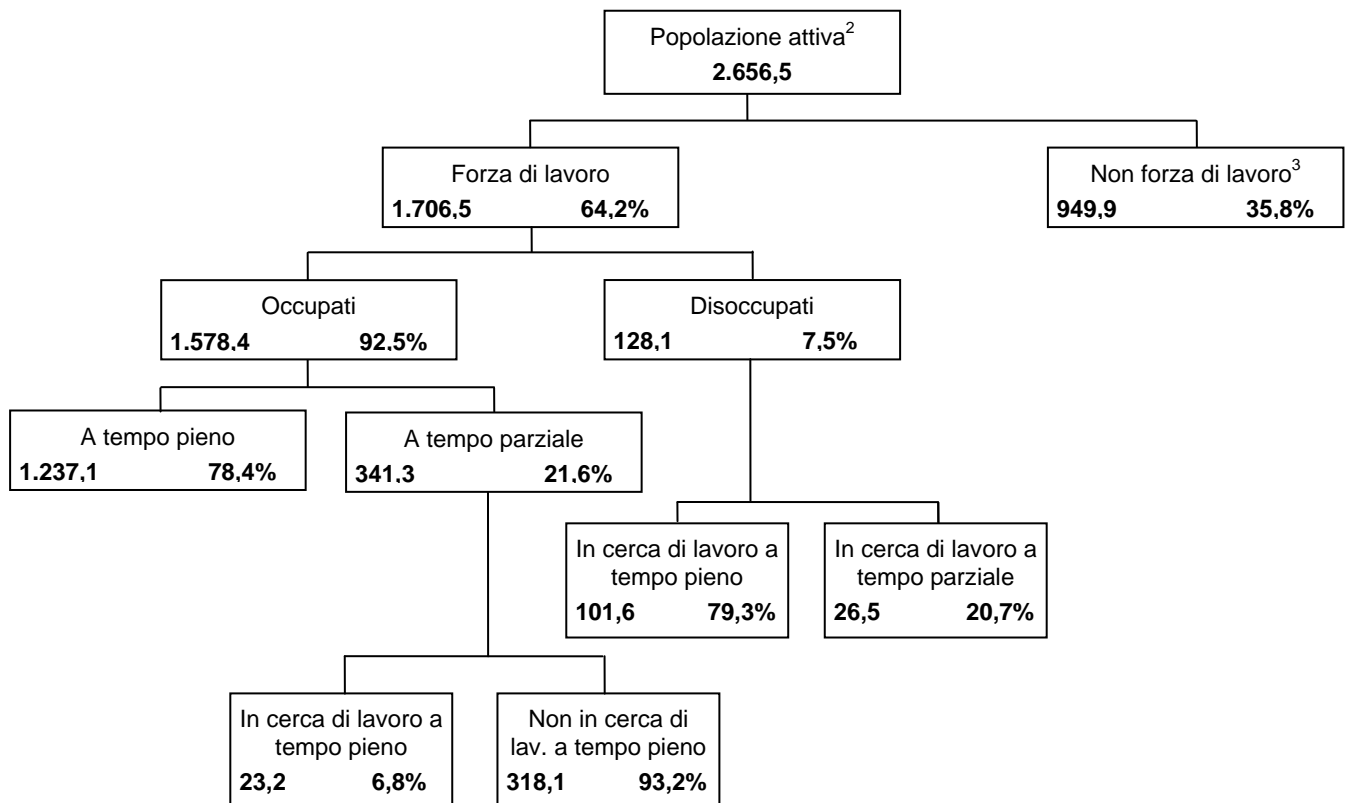 Popolazione attiva²
2.656,5
Forza di lavoro
1.706,5 64,2%
Non forza di lavoro³
949,9 35,8%
Occupati
1.578,4 92,5%
Disoccupati
128,1 7,5%
A tempo pieno
1.237,1 78,4%
A tempo parziale
341,3 21,6%
In cerca di lavoro a
tempo pieno
101,6 79,3%
In cerca di lavoro a
tempo parziale
26,5 20,7%
In cerca di lavoro a
tempo pieno
23,2 6,8%
Non in cerca di
lav. a tempo pieno
318,1 93,2%